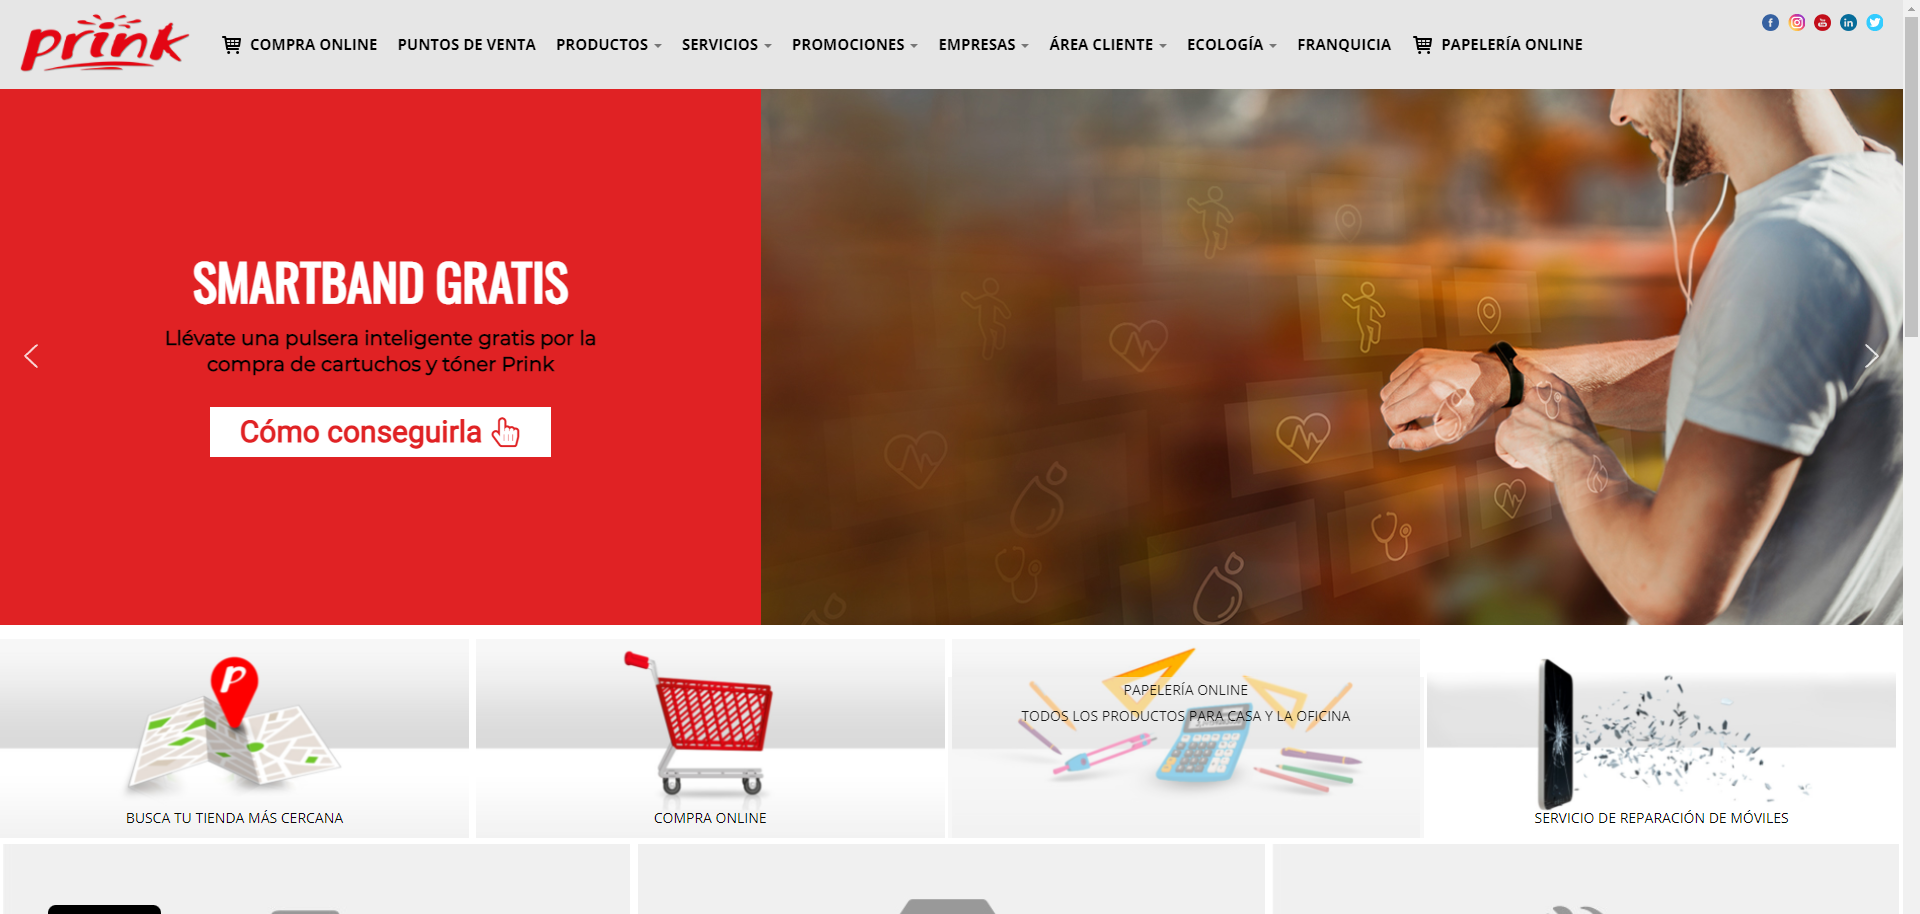 prink
COMPRA ONLINE PUNTOS DE VENTA PRODUCTOS SERVICIOS PROMOCIONES EMPRESAS ÁREA CLIENTE ECOLOGÍA FRANQUICIA PAPELERÍA ONLINE
SMARTBAND GRATIS
Llévate una pulsera inteligente gratis por la
compra de cartuchos y tóner Prink
Cómo conseguirla
P
BUSCA TU TIENDA MÁS CERCANA
COMPRA ONLINE
PAPELERÍA ONLINE
TODOS LOS PRODUCTOS PARA CASA Y LA OFICINA
SERVICIO DE REPARACIÓN DE MÓVILES